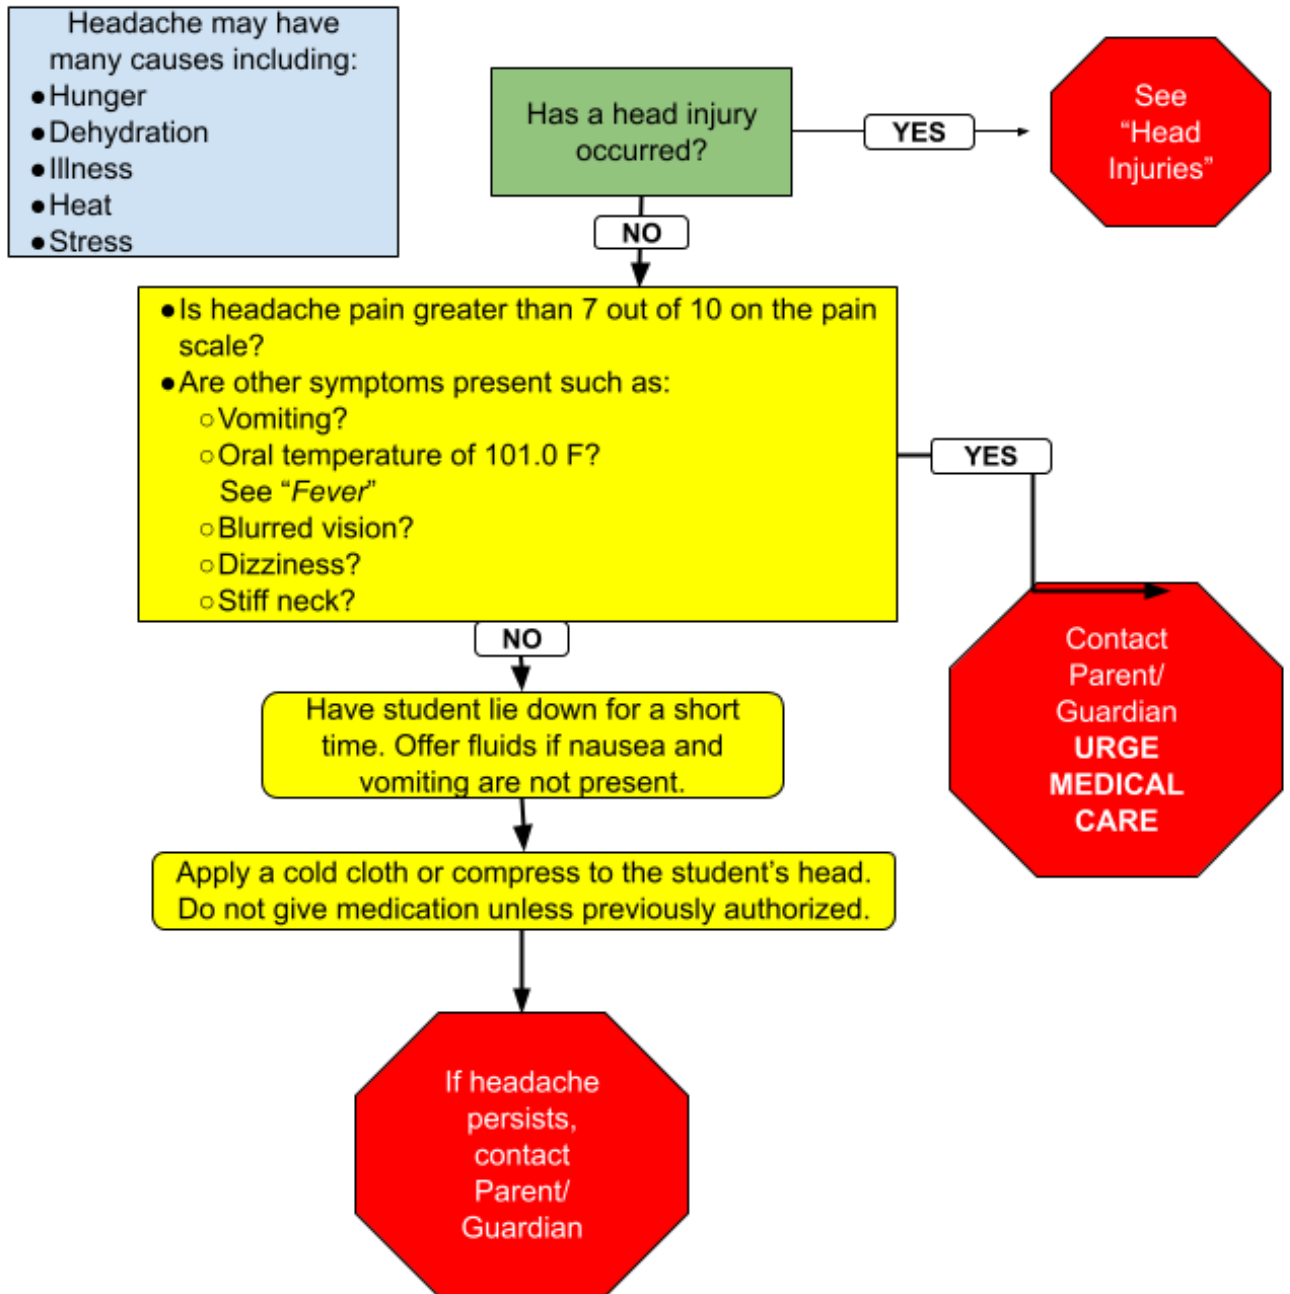 Headache may have
many causes including:
●Hunger
●Dehydration
●Illness
●Heat
●Stress
Has a head injury
occurred?
YES
See
“Head
Injuries”
NO
●Is headache pain greater than 7 out of 10 on the pain
scale?
●Are other symptoms present such as:
○Vomiting?
○Oral temperature of 101.0 F?
See “Fever”
○Blurred vision?
○Dizziness?
○Stiff neck?
YES
Contact
Parent/
Guardian
URGE
MEDICAL
CARE
NO
Have student lie down for a short
time. Offer fluids if nausea and
vomiting are not present.
Apply a cold cloth or compress to the student’s head.
Do not give medication unless previously authorized.
If headache
persists,
contact
Parent/
Guardian